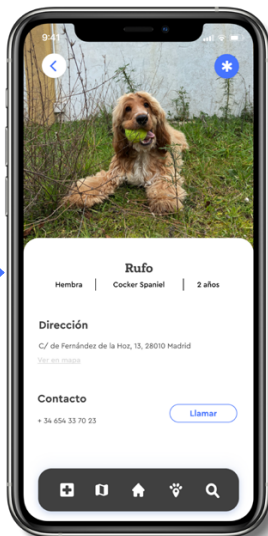 9:41
Rufo
Hembra | Cocker Spaniel | 2 años
Dirección
C/ de Fernández de la Hoz, 13, 28010 Madrid
Ver en mapa
Contacto
+ 34 654 33 70 23
Llamar